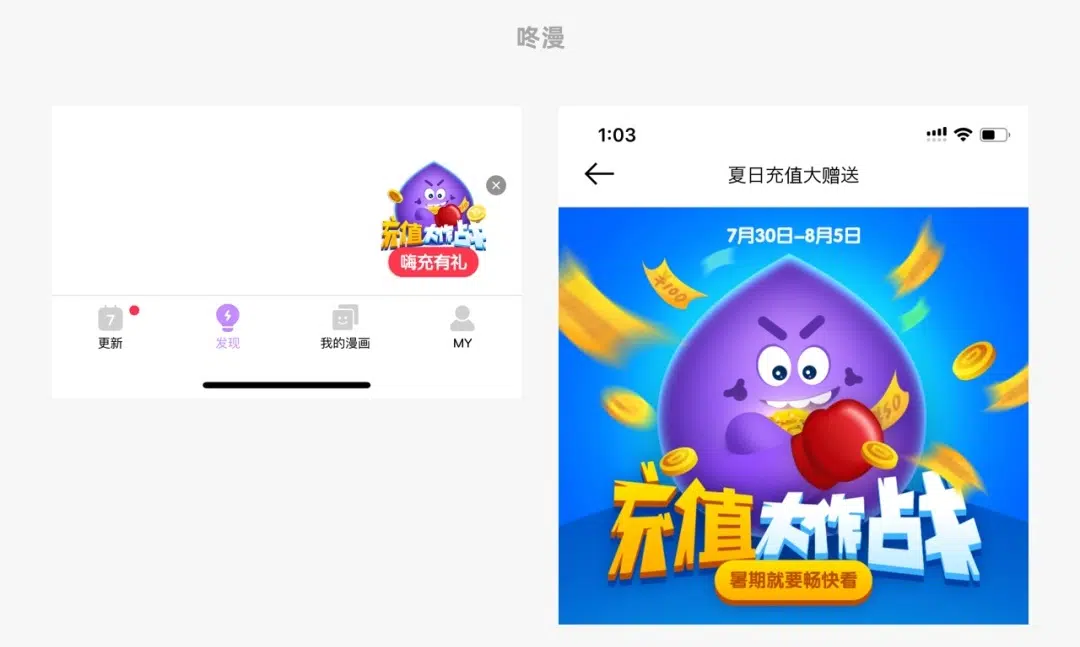 咚漫
充值大作战
嗨充有礼
7
更新
发现
我的漫画
MY
1:03
夏日充值大赠送
7月30日-8月5日
¥100
充值大作战
暑期就要畅快看